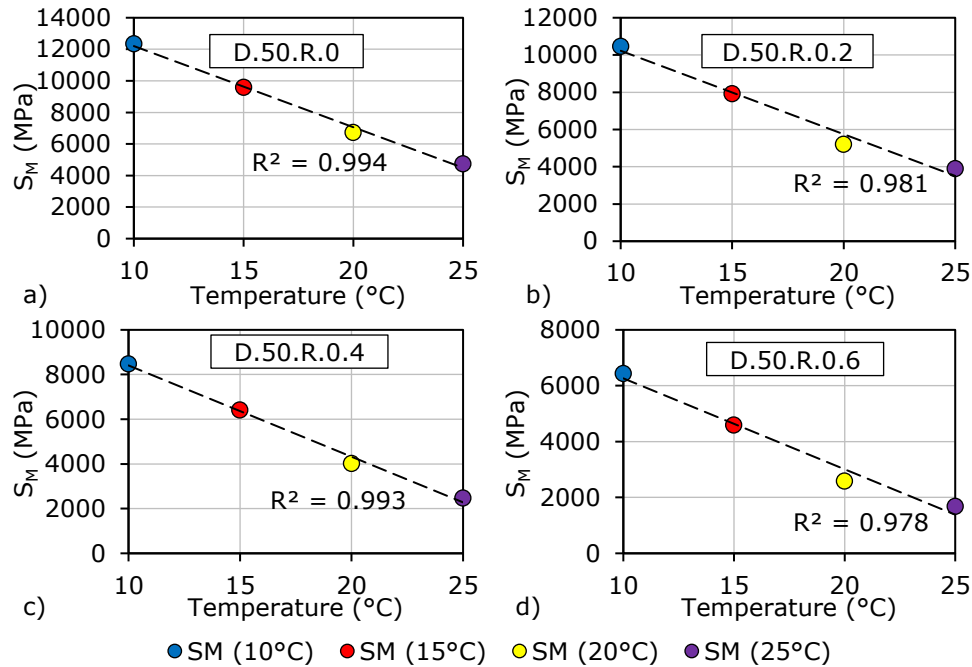 14000
12000
10000
8000
6000
4000
2000
0
S_M (MPa)
D.50.R.0
R² = 0.994
10 15 20 25
a) Temperature (°C)
12000
10000
8000
6000
4000
2000
0
S_M (MPa)
D.50.R.0.2
R² = 0.981
10 15 20 25
b) Temperature (°C)
10000
8000
6000
4000
2000
0
S_M (MPa)
D.50.R.0.4
R² = 0.993
10 15 20 25
c) Temperature (°C)
8000
6000
4000
2000
0
S_M (MPa)
D.50.R.0.6
R² = 0.978
10 15 20 25
d) Temperature (°C)
SM (10°C) SM (15°C) SM (20°C) SM (25°C)